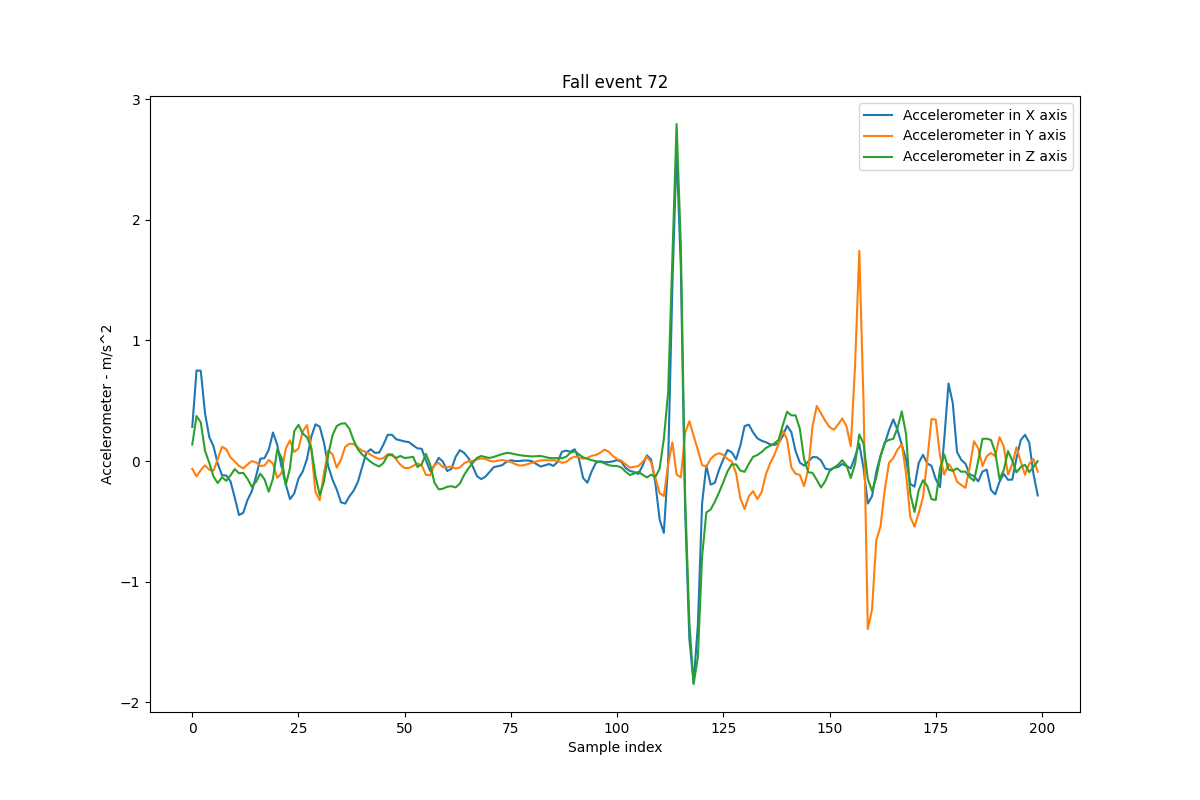 Fall event 72
Accelerometer in X axis
Accelerometer in Y axis
Accelerometer in Z axis
Accelerometer - m/s^2
3
2
1
0
−1
−2
0 25 50 75 100 125 150 175 200
Sample index